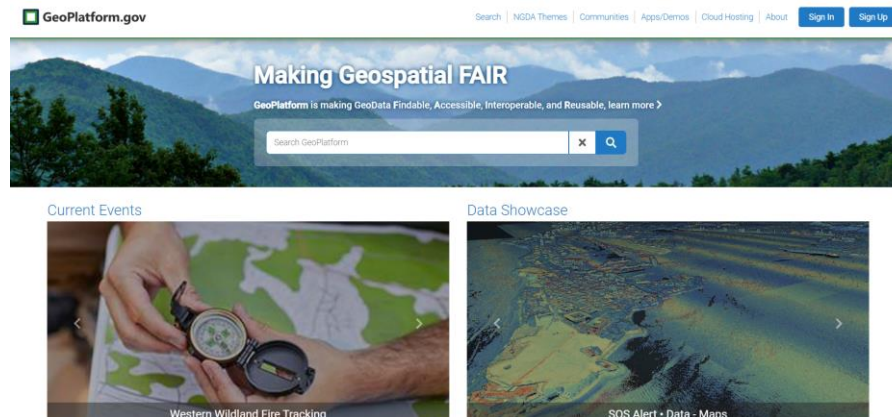 GeoPlatform.gov
Search NGDA Themes Communities Apps/Demos Cloud Hosting About Sign In Sign Up
Making Geospatial FAIR
GeoPlatform is making GeoData Findable, Accessible, Interoperable, and Reusable, learn more >
Search GeoPlatform
Current Events
Data Showcase
Western Wildland Fire Tracking
SOS Alert • Data - Maps